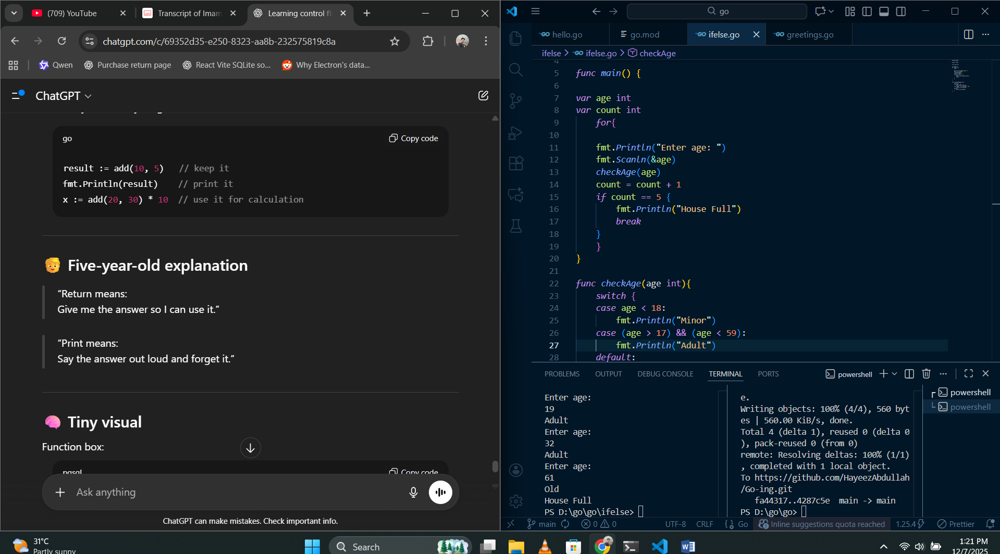 (709) YouTube
Transcript of Imam
Learning control fl
chatgpt.com/c/69352d35-e250-8323-aa8b-232575819c8a
Qwen
Purchase return page
React Vite SQLite so...
Why Electron's data...
ChatGPT
go
Copy code
result := add(10, 5)   // keep it
fmt.Println(result)    // print it
x := add(20, 30) * 10  // use it for calculation
Five-year-old explanation
“Return means:
Give me the answer so I can use it.”
“Print means:
Say the answer out loud and forget it.”
Tiny visual
Function box:
pgsql
Copy code
Ask anything
ChatGPT can make mistakes. Check important info.
go
hello.go
go.mod
ifelse.go
greetings.go
ifelse > ifelse.go > checkAge
4
5 func main() {
6
7 var age int
8 var count int
9 for{
10
11 fmt.Println("Enter age: ")
12 fmt.Scanln(&age)
13 checkAge(age)
14 count = count + 1
15 if count == 5 {
16 fmt.Println("House Full")
17 break
18 }
19 }
20 }
21
22 func checkAge(age int){
23 switch {
24 case age < 18:
25 fmt.Println("Minor")
26 case (age > 17) && (age < 59):
27 fmt.Println("Adult")
28 default:
PROBLEMS
OUTPUT
DEBUG CONSOLE
TERMINAL
PORTS
powershell
Enter age:
19
Adult
Enter age:
32
Adult
Enter age:
61
Old
House Full
PS D:\go\go\ifelse>
e.
Writing objects: 100% (4/4), 560 byt
es | 560.00 KiB/s, done.
Total 4 (delta 1), reused 0 (delta 0
), pack-reused 0 (from 0)
remote: Resolving deltas: 100% (1/1)
, completed with 1 local object.
To https://github.com/HayeezAbdullah
/Go-ing.git
fa44317..4287c5e  main -> main
PS D:\go\go>
powershell
powershell
main
0
0
UTF-8
CRLF
Go
Inline suggestions quota reached
1.25.4
Prettier
31°C
Partly sunny
Search
1:21 PM
12/7/2025